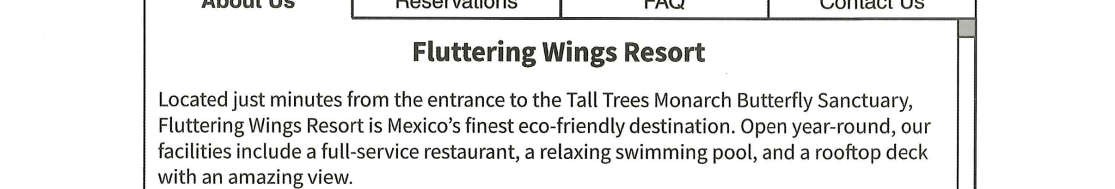 About Us Reservations FAQ Contact Us
Fluttering Wings Resort
Located just minutes from the entrance to the Tall Trees Monarch Butterfly Sanctuary,
Fluttering Wings Resort is Mexico’s finest eco-friendly destination. Open year-round, our
facilities include a full-service restaurant, a relaxing swimming pool, and a rooftop deck
with an amazing view.